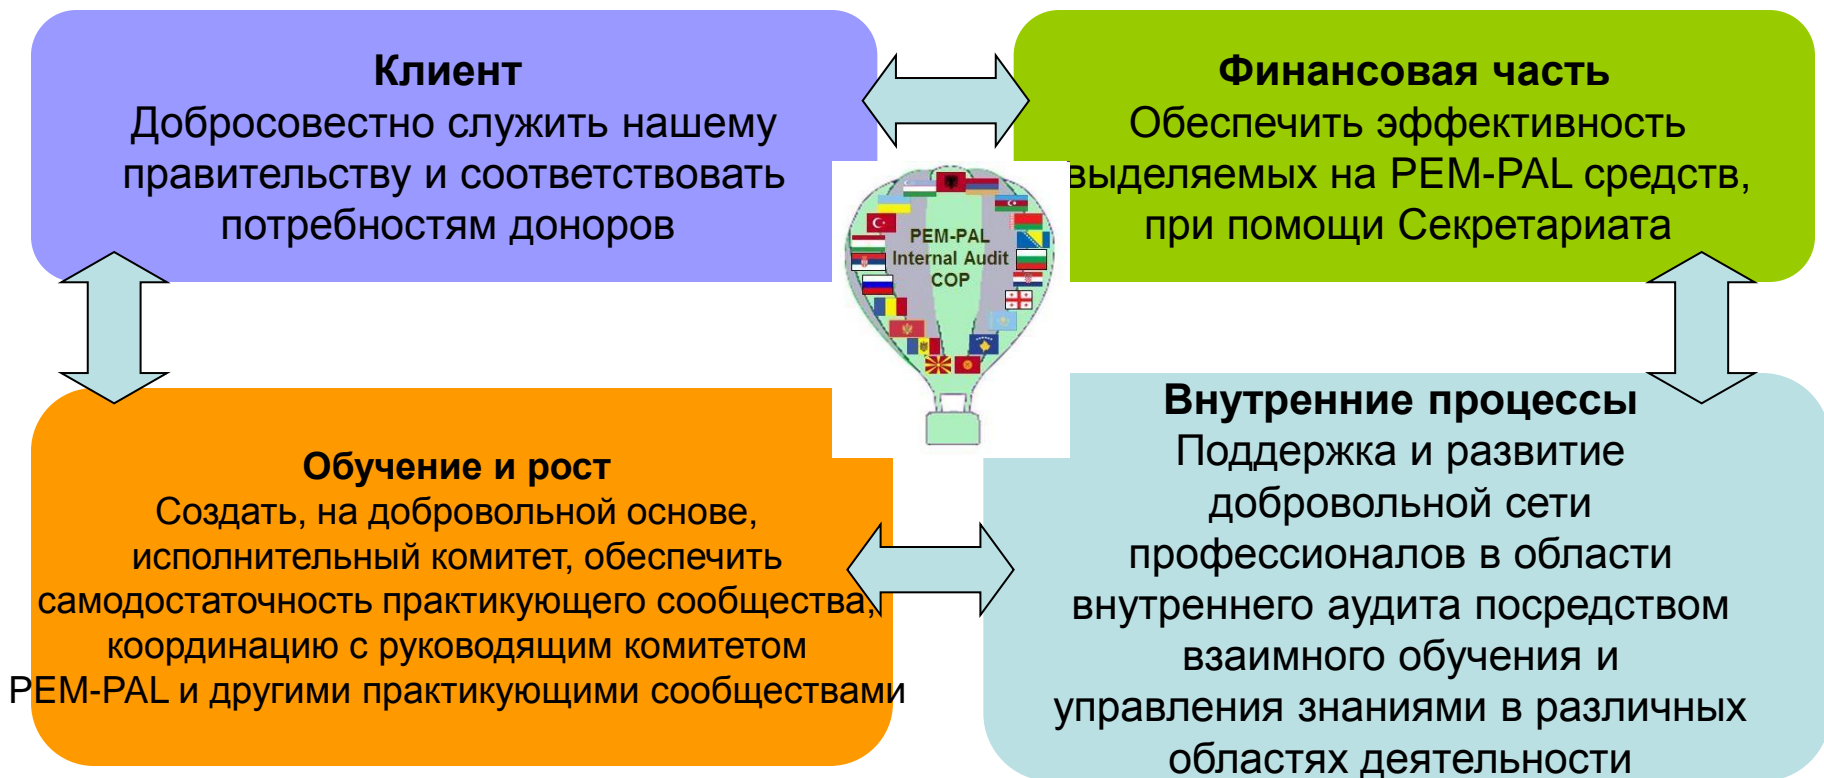 Клиент
Добросовестно служить нашему
правительству и соответствовать
потребностям доноров
Финансовая часть
Обеспечить эффективность
выделяемых на PEM-PAL средств,
при помощи Секретариата
PEM-PAL
Internal Audit
COP
Обучение и рост
Создать, на добровольной основе,
исполнительный комитет, обеспечить
самодостаточность практикующего сообщества,
координацию с руководящим комитетом
PEM-PAL и другими практикующими сообществами
Внутренние процессы
Поддержка и развитие
добровольной сети
профессионалов в области
внутреннего аудита посредством
взаимного обучения и
управления знаниями в различных
областях деятельности